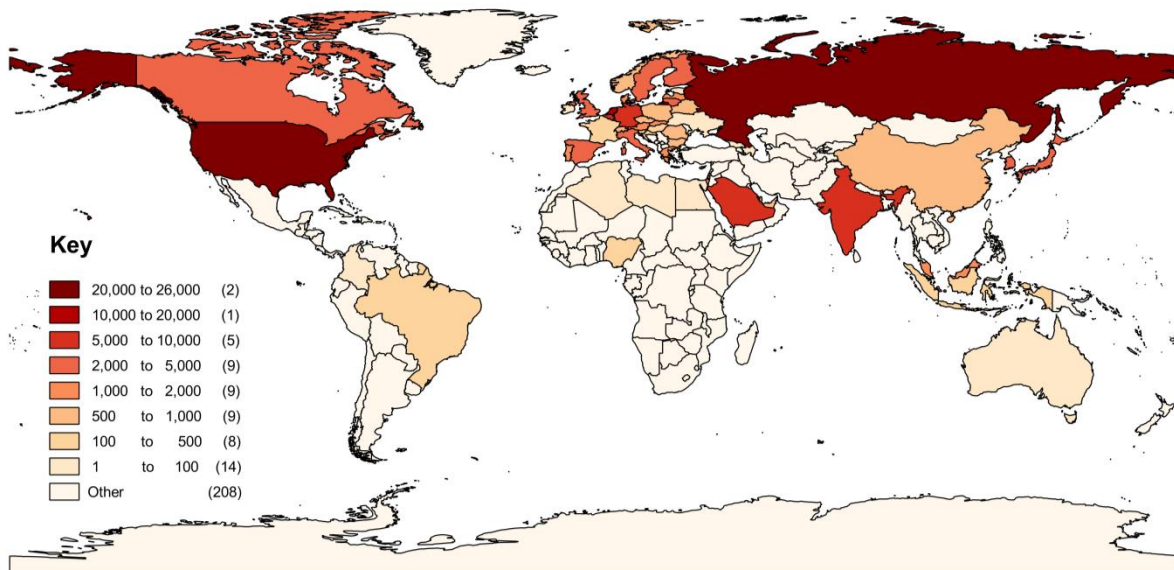 Key
20,000 to 26,000 (2)
10,000 to 20,000 (1)
5,000 to 10,000 (5)
2,000 to 5,000 (9)
1,000 to 2,000 (9)
500 to 1,000 (9)
100 to 500 (8)
1 to 100 (14)
Other (208)